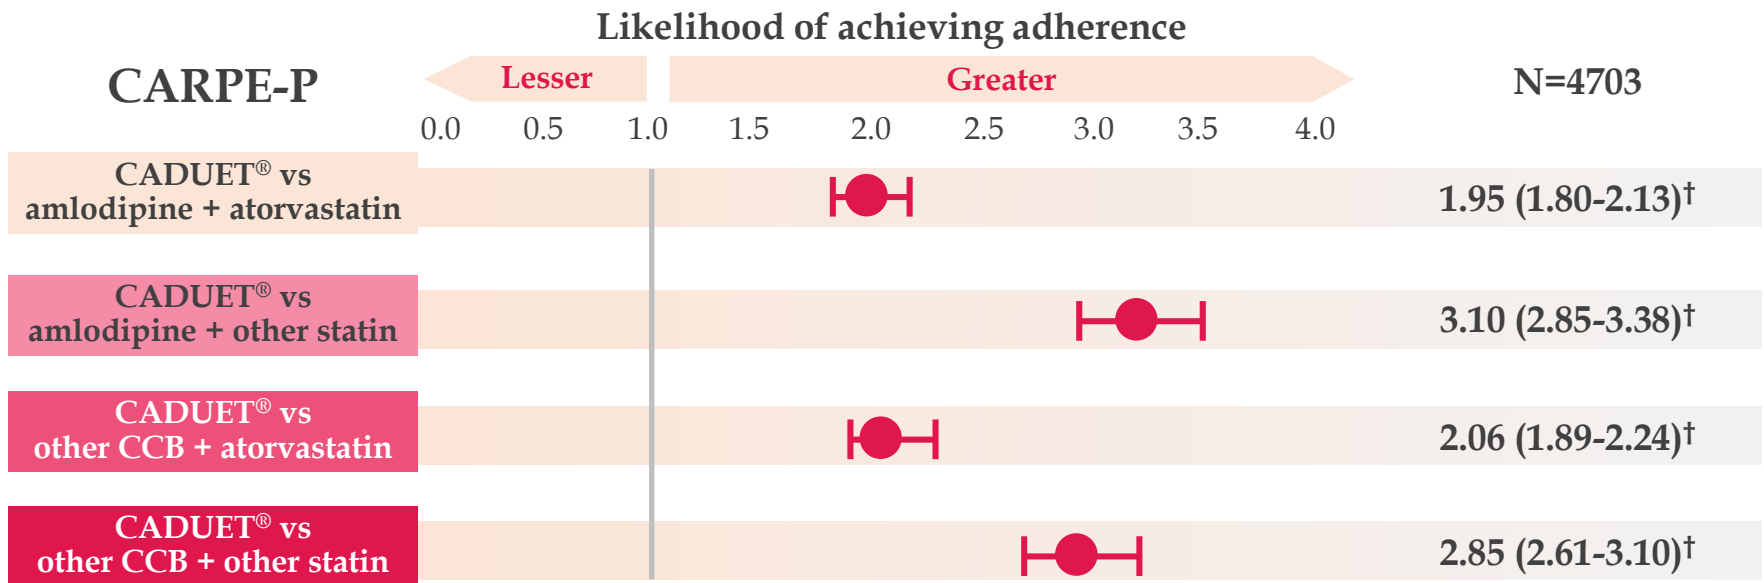 Likelihood of achieving adherence
CARPE-P
Lesser
Greater
N=4703
0.0 0.5 1.0 1.5 2.0 2.5 3.0 3.5 4.0
CADUET® vs
amlodipine + atorvastatin
1.95 (1.80-2.13)†
CADUET® vs
amlodipine + other statin
3.10 (2.85-3.38)†
CADUET® vs
other CCB + atorvastatin
2.06 (1.89-2.24)†
CADUET® vs
other CCB + other statin
2.85 (2.61-3.10)†